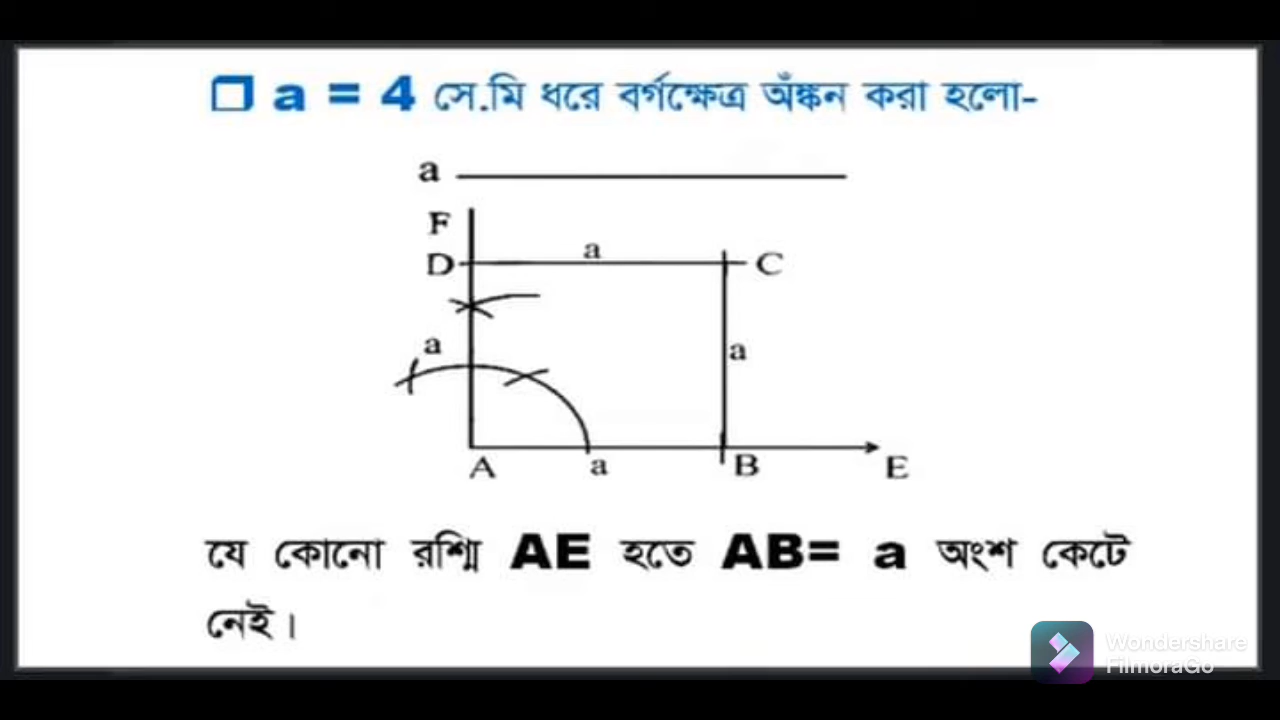 a = 4 সে.মি ধরে বর্গক্ষেত্র অঁঙ্কন করা হলো-
a
F
D a C
a a
A a B E
যে কোনো রশ্মি AE হতে AB= a অংশ কেটে
নেই।
Wondershare
FilmoraGo